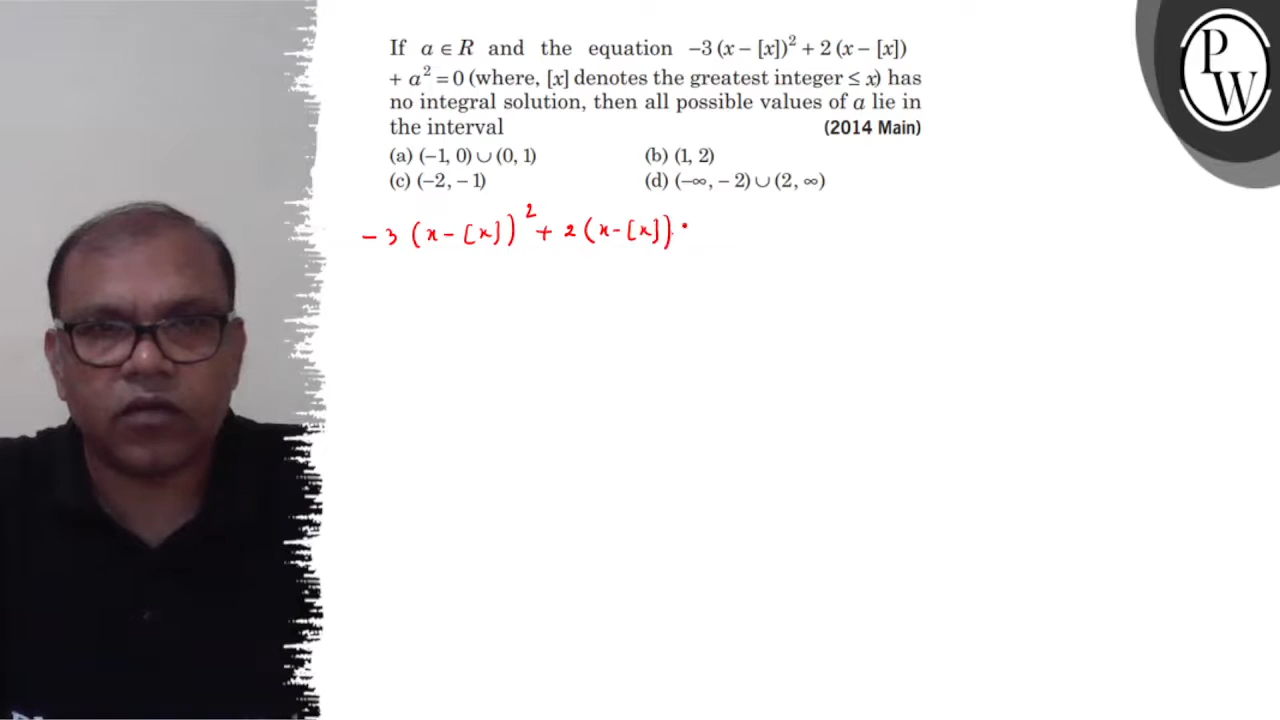 If a ∈ R and the equation −3 (x − [x])² + 2 (x − [x])
+ a² = 0 (where, [x] denotes the greatest integer ≤ x) has
no integral solution, then all possible values of a lie in
the interval (2014 Main)
(a) (−1, 0) ∪ (0, 1) (b) (1, 2)
(c) (−2, − 1) (d) (−∞, − 2) ∪ (2, ∞)
− 3 (x − [x])² + 2 (x − [x])
P
W